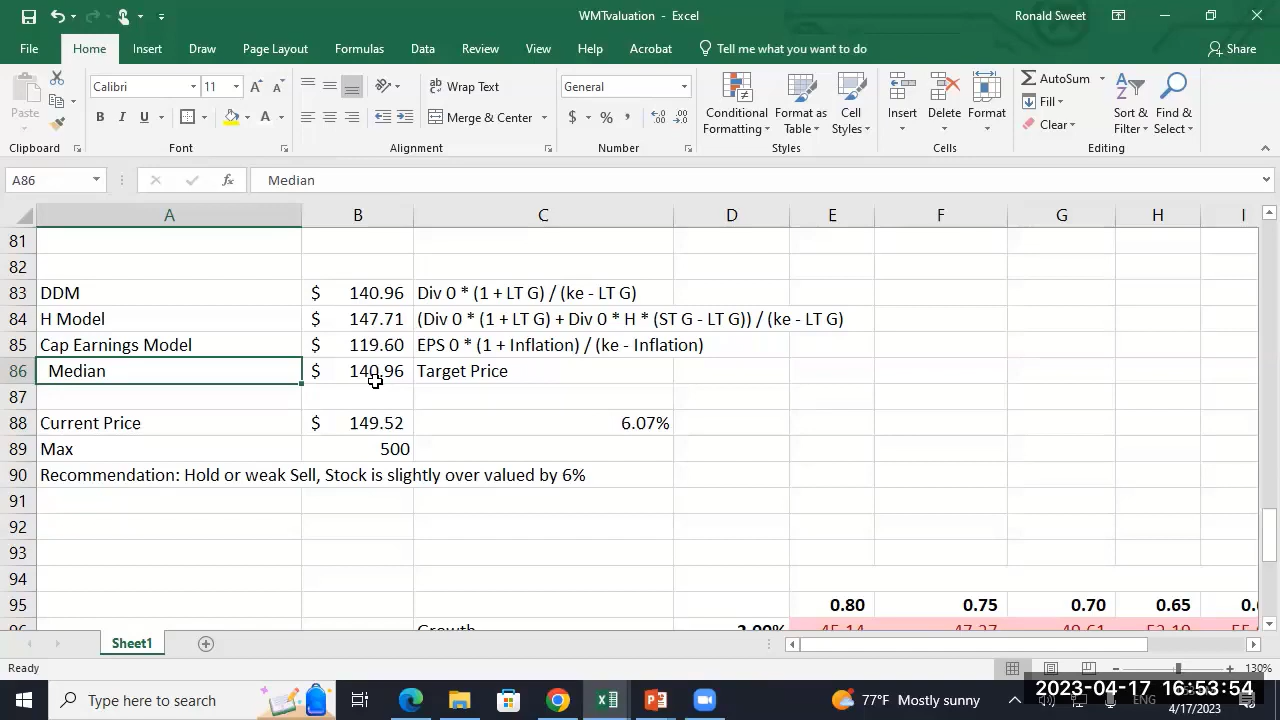 WMTvaluation - Excel
Ronald Sweet
File Home Insert Draw Page Layout Formulas Data Review View Help Acrobat Tell me what you want to do Share
Paste
Clipboard
Calibri 11
B I U
Font
Wrap Text
Merge & Center
Alignment
General
$ % ,
Number
Conditional Formatting
Format as Table
Cell Styles
Styles
Insert Delete Format
Cells
AutoSum
Fill
Clear
Sort & Filter
Find & Select
Editing
A86 fx Median
A B C D E F G H I
81
82
83 DDM $ 140.96 Div 0 * (1 + LT G) / (ke - LT G)
84 H Model $ 147.71 (Div 0 * (1 + LT G) + Div 0 * H * (ST G - LT G)) / (ke - LT G)
85 Cap Earnings Model $ 119.60 EPS 0 * (1 + Inflation) / (ke - Inflation)
86 Median $ 140.96 Target Price
87
88 Current Price $ 149.52 6.07%
89 Max 500
90 Recommendation: Hold or weak Sell, Stock is slightly over valued by 6%
91
92
93
94
95 0.80 0.75 0.70 0.65
Sheet1
Ready
130%
Type here to search
77°F Mostly sunny
ENG
2023-04-17 16:53:54
4/17/2023